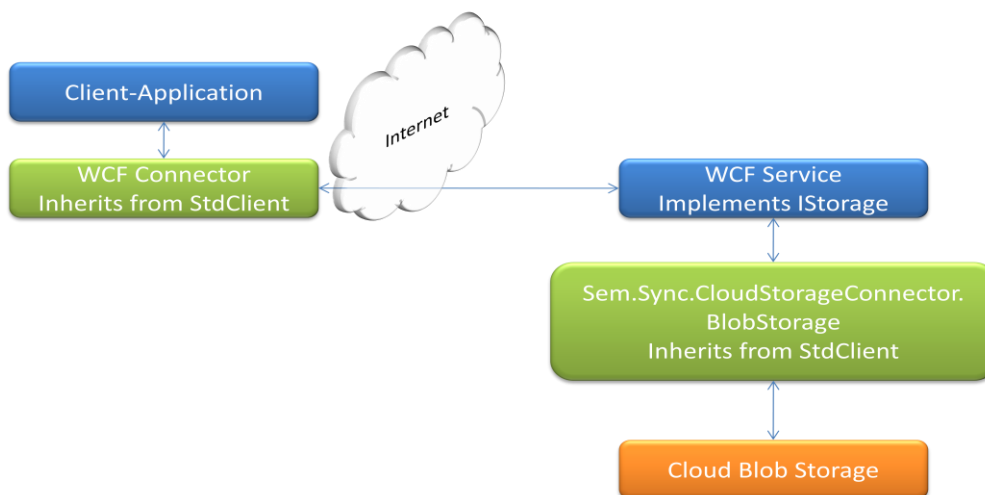 Client-Application
Internet
WCF Connector
Inherits from StdClient
WCF Service
Implements IStorage
Sem.Sync.CloudStorageConnector.
BlobStorage
Inherits from StdClient
Cloud Blob Storage